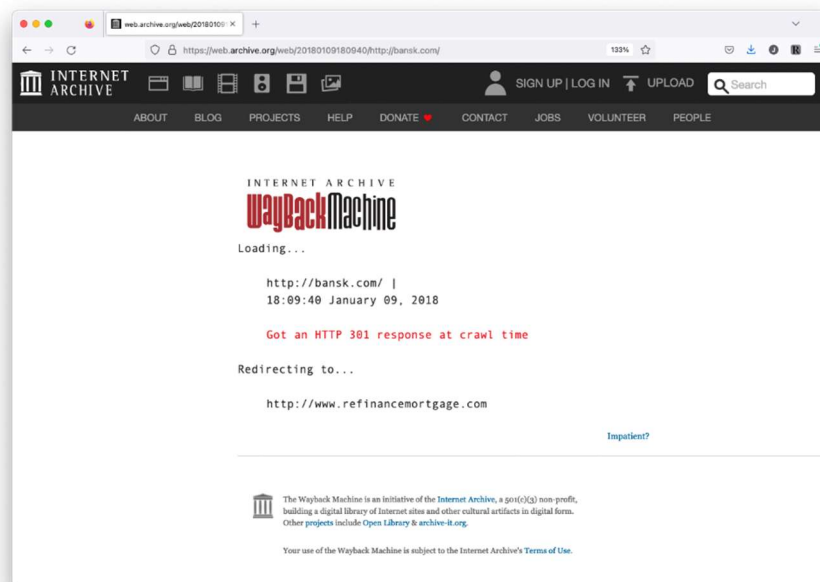 web.archive.org/web/20180109
https://web.archive.org/web/20180109180940/http://bansk.com/
133%
INTERNET ARCHIVE
SIGN UP | LOG IN
UPLOAD
Search
ABOUT BLOG PROJECTS HELP DONATE CONTACT JOBS VOLUNTEER PEOPLE
INTERNET ARCHIVE
WayBackMachine
Loading...
http://bansk.com/ |
18:09:40 January 09, 2018
Got an HTTP 301 response at crawl time
Redirecting to...
http://www.refinancemortgage.com
Impatient?
The Wayback Machine is an initiative of the Internet Archive, a 501(c)(3) non-profit,
building a digital library of Internet sites and other cultural artifacts in digital form.
Other projects include Open Library & archive-it.org.
Your use of the Wayback Machine is subject to the Internet Archive's Terms of Use.